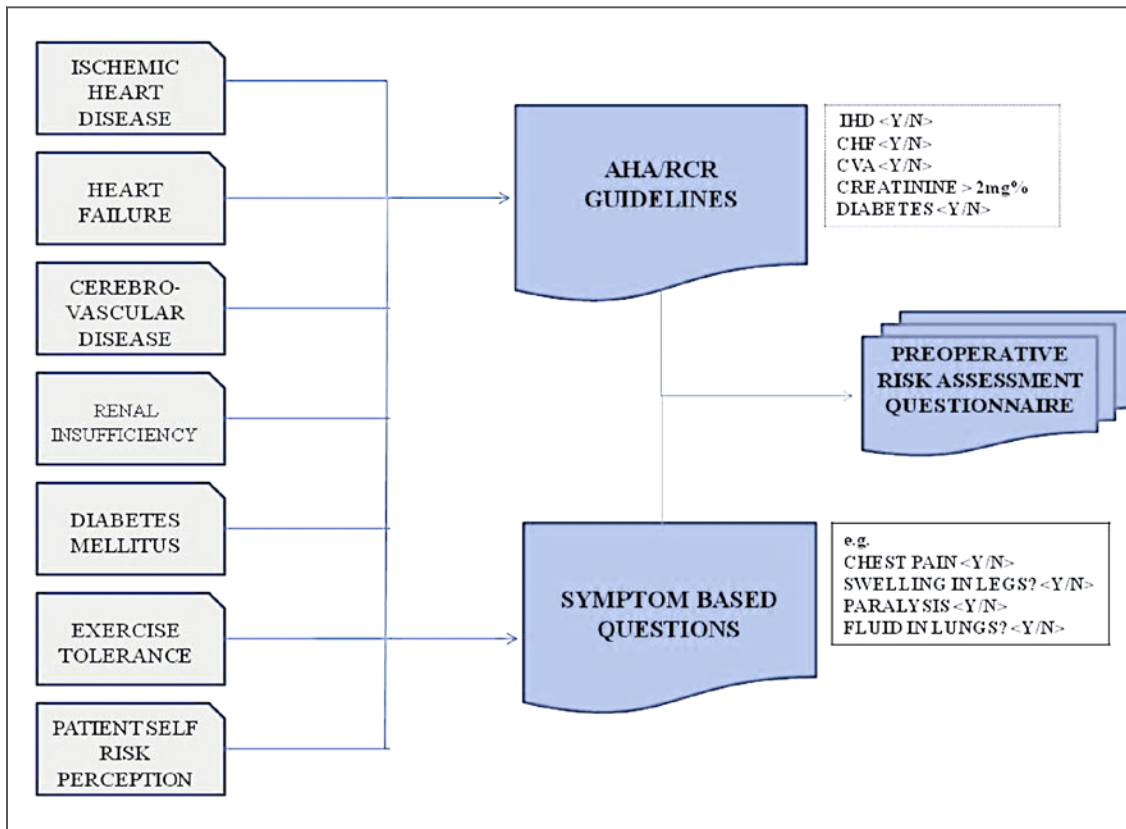 ISCHEMIC
HEART
DISEASE
HEART
FAILURE
CEREBRO-
VASCULAR
DISEASE
RENAL
INSUFFICIENCY
DIABETES
MELLITUS
EXERCISE
TOLERANCE
PATIENT SELF
RISK
PERCEPTION
AHA/RCR
GUIDELINES
IHD <Y/N>
CHF <Y/N>
CVA <Y/N>
CREATININE > 2mg%
DIABETES <Y/N>
PREOPERATIVE
RISK ASSESSMENT
QUESTIONNAIRE
SYMPTOM BASED
QUESTIONS
e.g.
CHEST PAIN <Y/N>
SWELLING IN LEGS? <Y/N>
PARALYSIS <Y/N>
FLUID IN LUNGS? <Y/N>